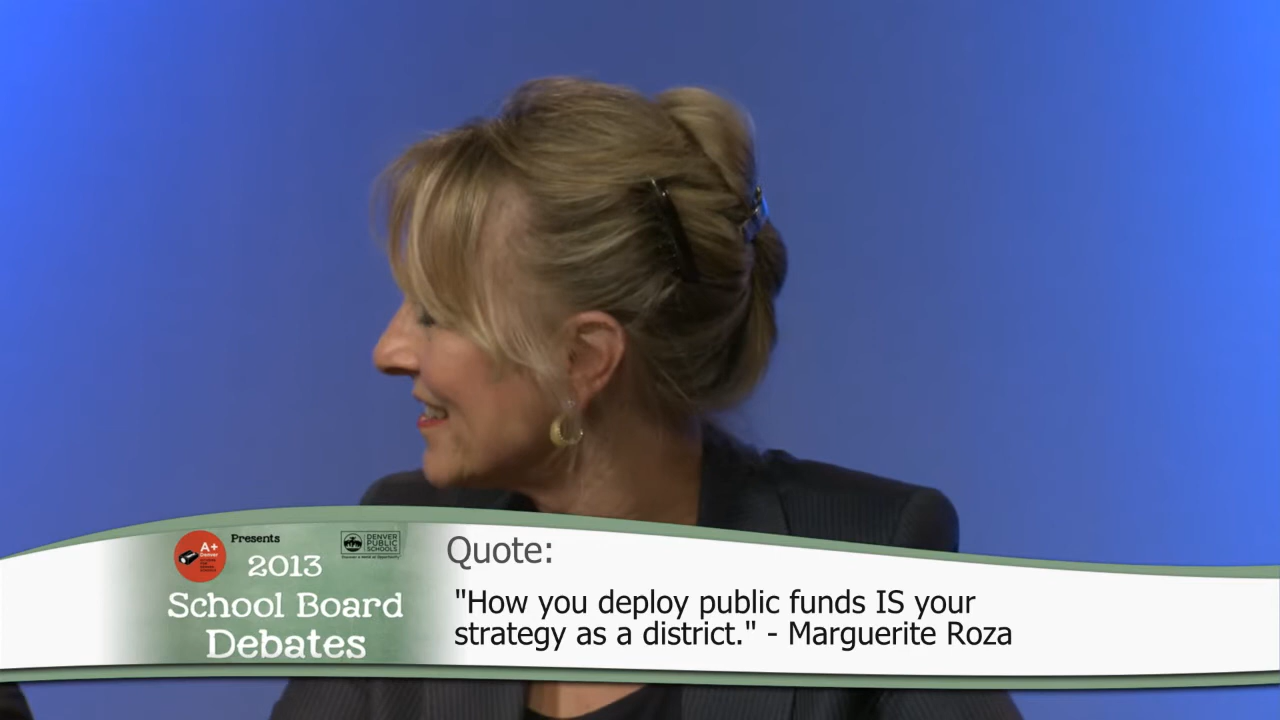 A+
Denver
Presents
2013
School Board
Debates
DENVER
PUBLIC
SCHOOLS
Quote:
"How you deploy public funds IS your
strategy as a district." - Marguerite Roza